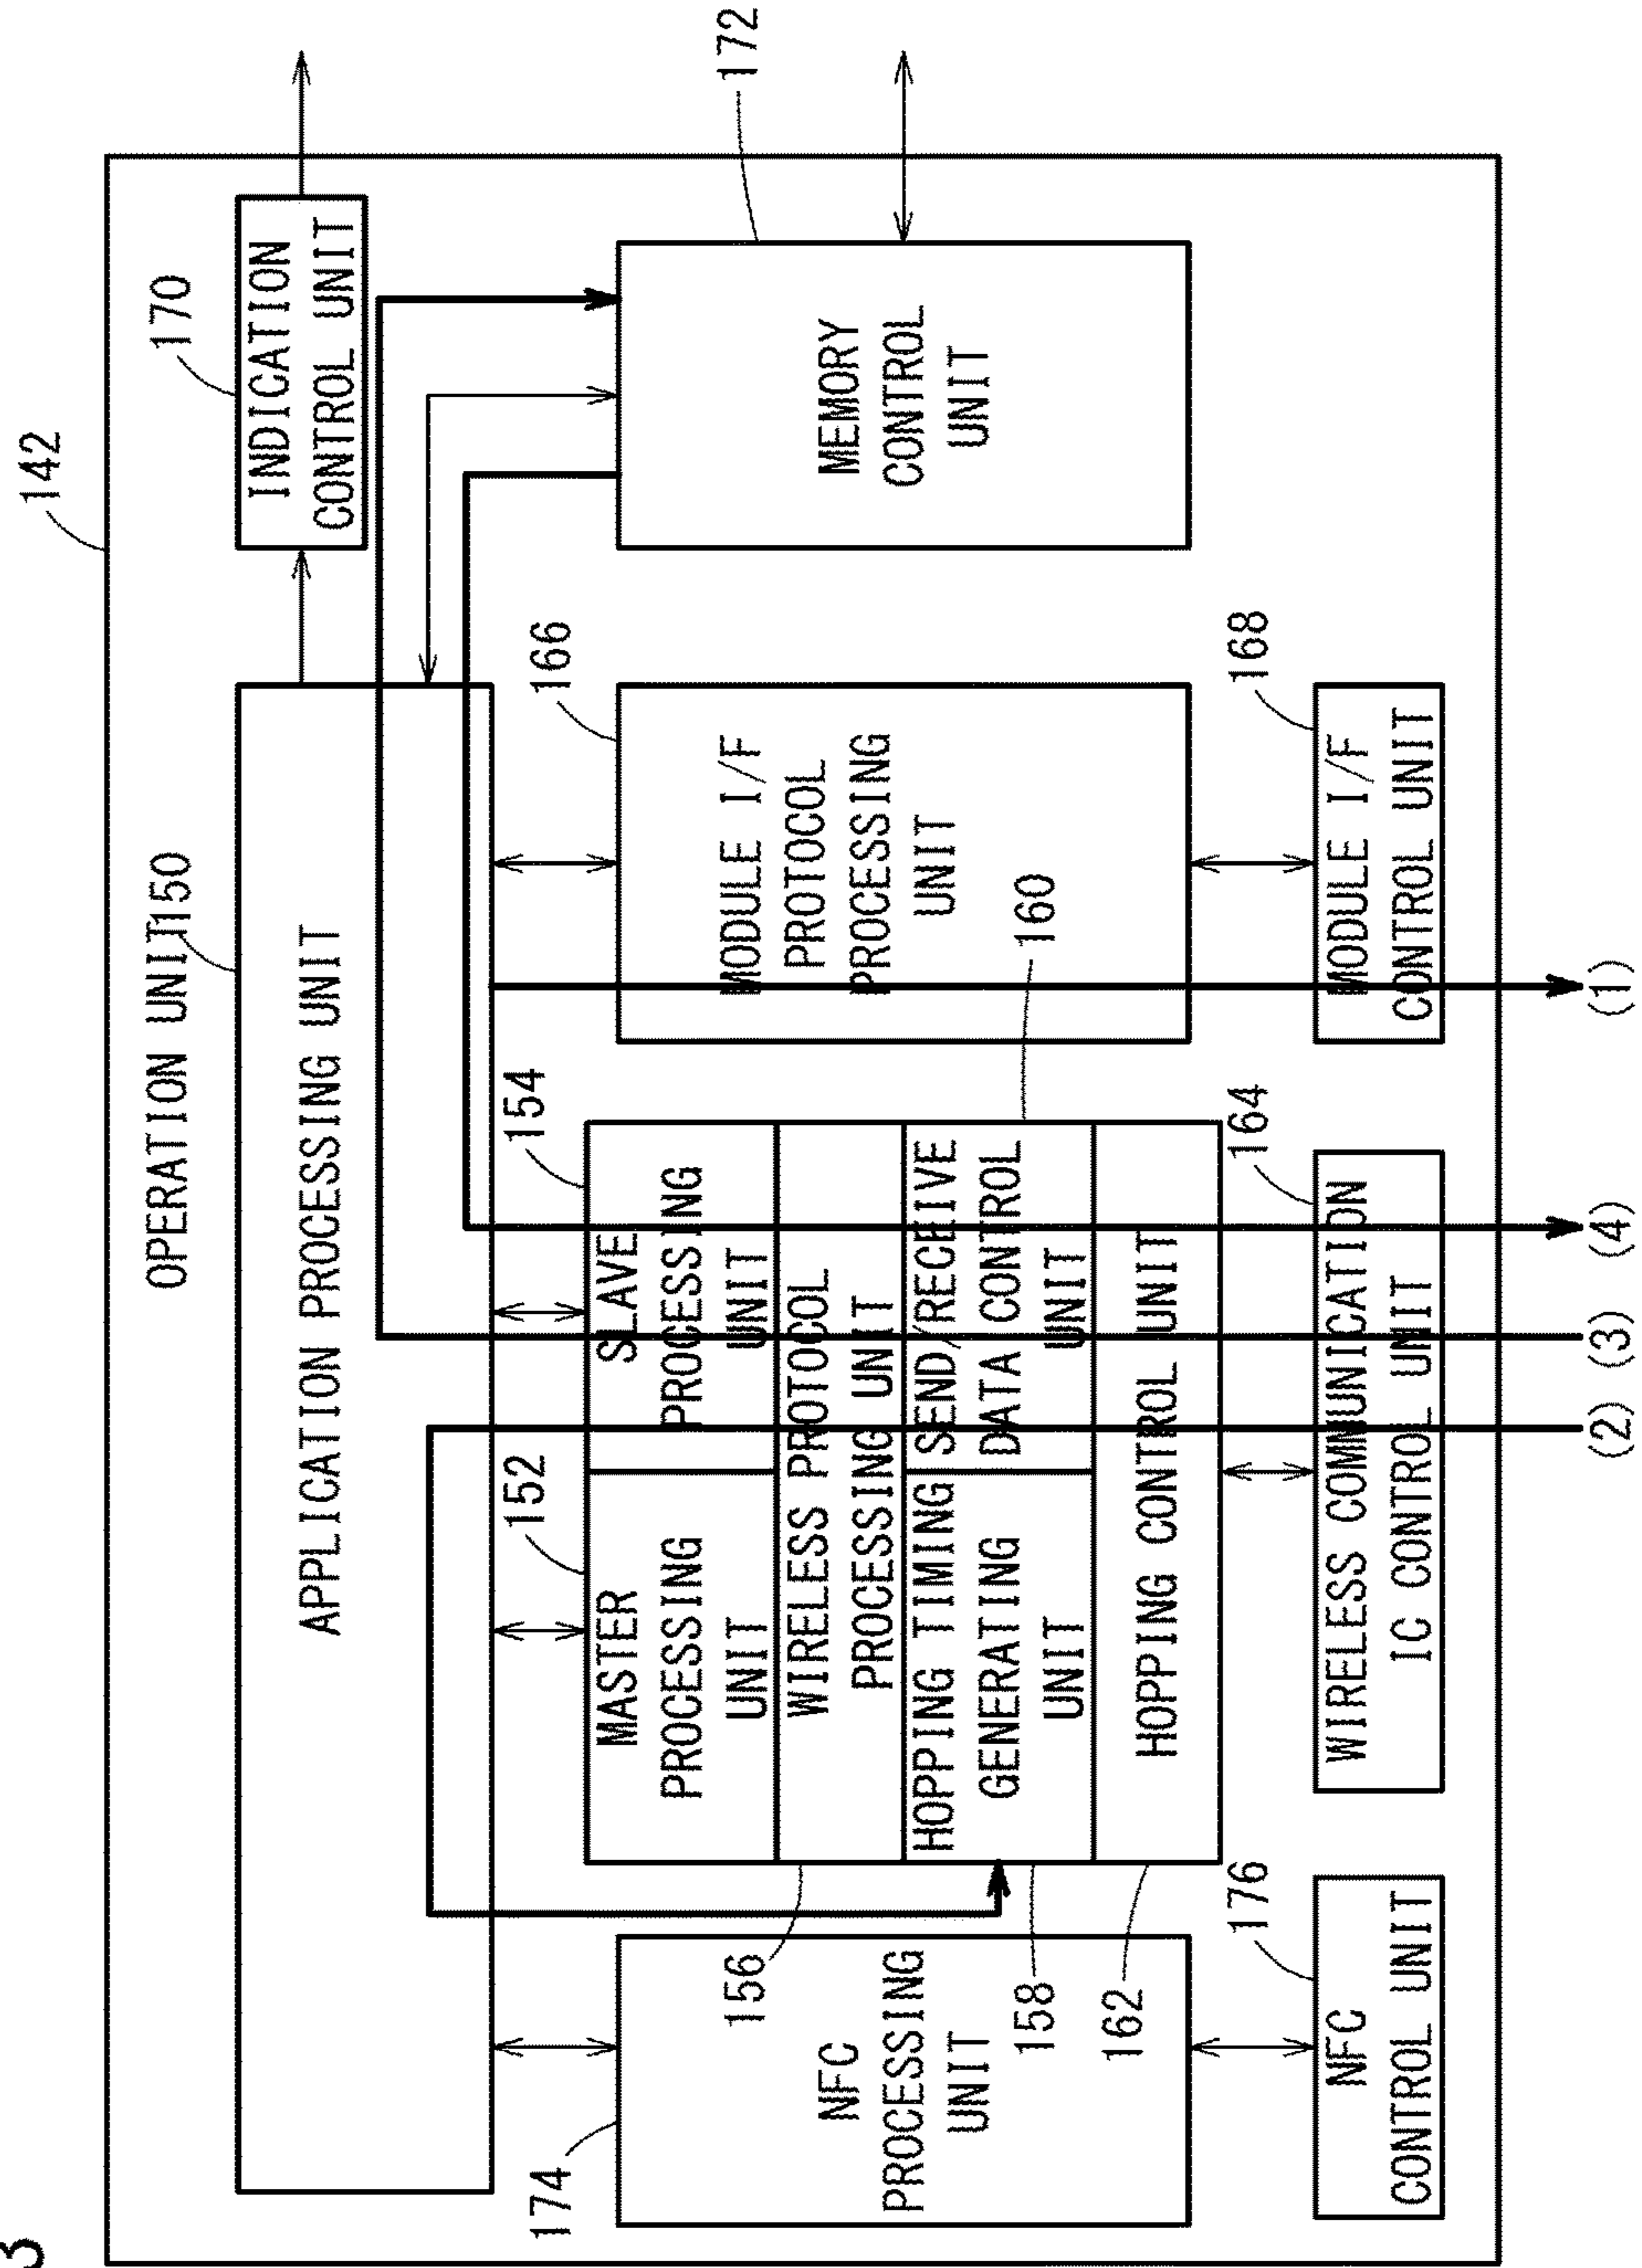 3
142
OPERATION UNIT
150
APPLICATION PROCESSING UNIT
170
INDICATION
CONTROL UNIT
174
NFC
PROCESSING
UNIT
152
MASTER
PROCESSING
UNIT
154
SLAVE
PROCESSING
UNIT
156
WIRELESS PROTOCOL
PROCESSING UNIT
158
HOPPING TIMING
GENERATING
UNIT
160
SEND/RECEIVE
DATA CONTROL
UNIT
162
HOPPING CONTROL UNIT
166
MODULE I/F
PROTOCOL
PROCESSING
UNIT
172
MEMORY
CONTROL
UNIT
176
NFC
CONTROL UNIT
164
WIRELESS COMMUNICATION
IC CONTROL UNIT
168
MODULE I/F
CONTROL UNIT
(2) (3) (4) (1)